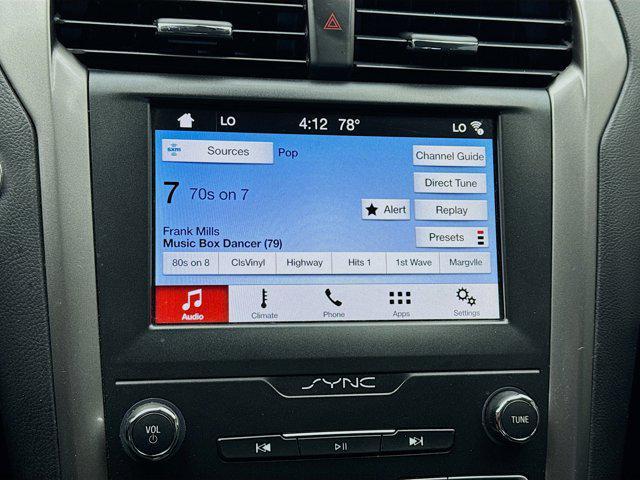 LO 4:12 78° LO
sxm Sources Pop Channel Guide
Direct Tune
7 70s on 7
Alert Replay
Frank Mills
Music Box Dancer (79) Presets
80s on 8 ClsVinyl Highway Hits 1 1st Wave Margvlle
Audio Climate Phone Apps Settings
SYNC
VOL TUNE